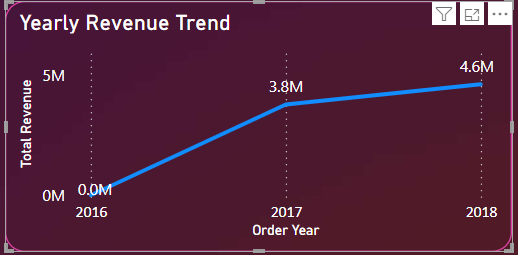 Yearly Revenue Trend
Total Revenue
5M
0M
0.0M
3.8M
4.6M
2016
2017
2018
Order Year